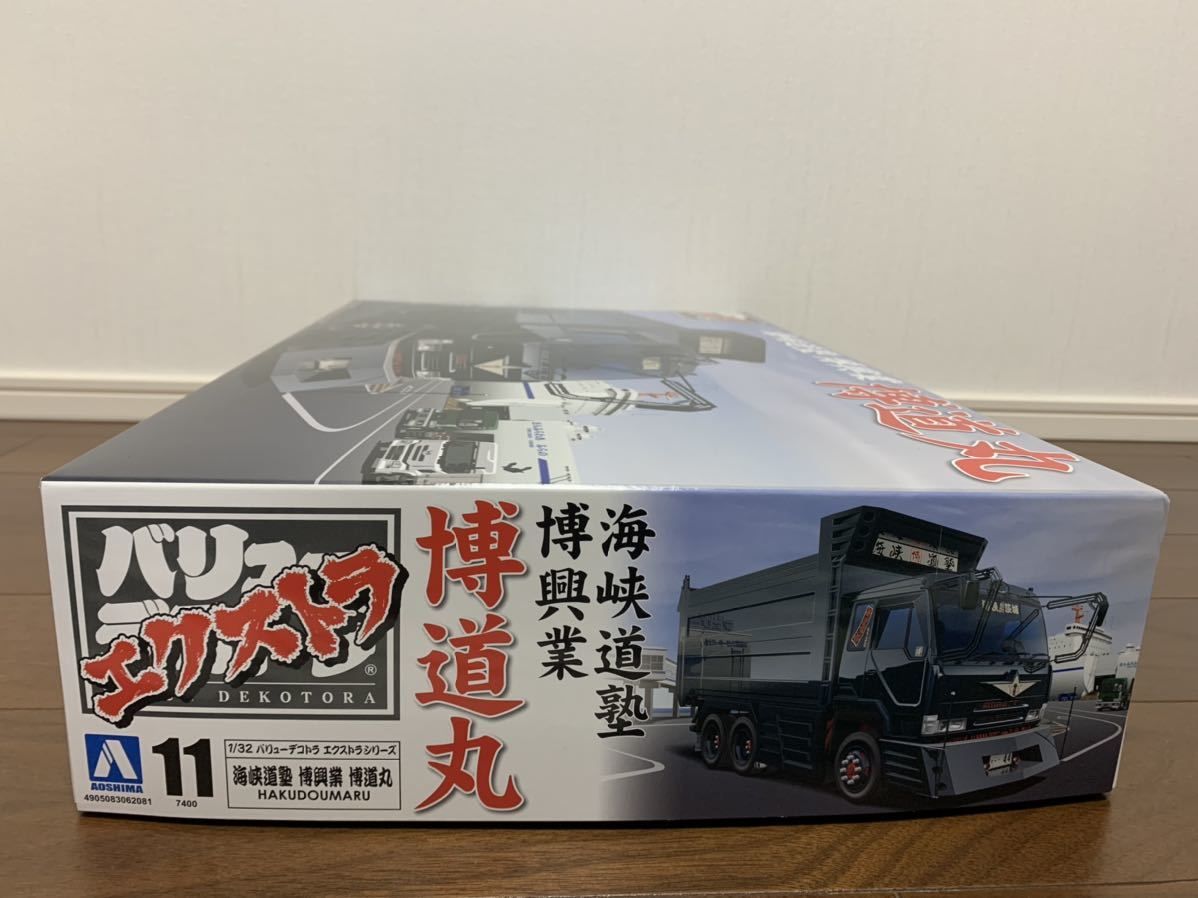 バリュー
デコトラ
エクストラ
®
DEKOTORA
AOSHIMA
4905083062081
11
7400
1/32 バリューデコトラ エクストラシリーズ
海峡道塾 博興業 博道丸
HAKUDOUMARU
博道丸
海峡道塾
博興業